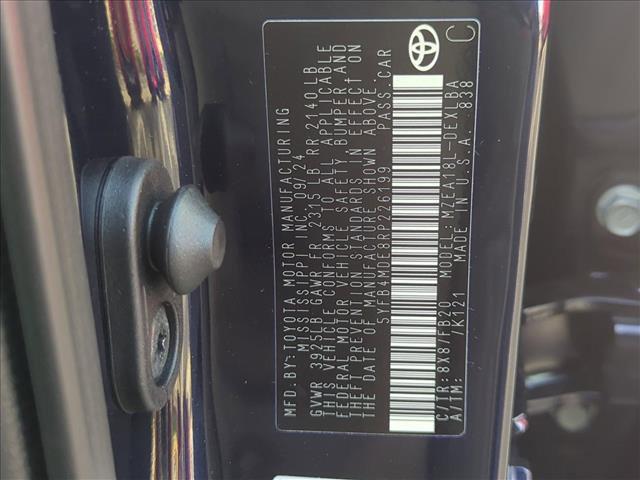 MFD.BY: TOYOTA MOTOR MANUFACTURING
MISSISSIPPI INC. 09/24
GVWR 3925LB GAWR FR 2315 LB RR 2140LB
THIS VEHICLE CONFORMS TO ALL APPLICABLE
FEDERAL MOTOR VEHICLE SAFETY, BUMPER AND
THEFT PREVENTION STANDARDS IN EFFECT ON
THE DATE OF MANUFACTURE SHOWN ABOVE.
5YFB4MDE8RP226199 PASS.CAR
C/TR: 8X8/FB20 MODEL: MZEA18L-DEXLBA
A/TM: /K121 MADE IN U.S.A. 838
C